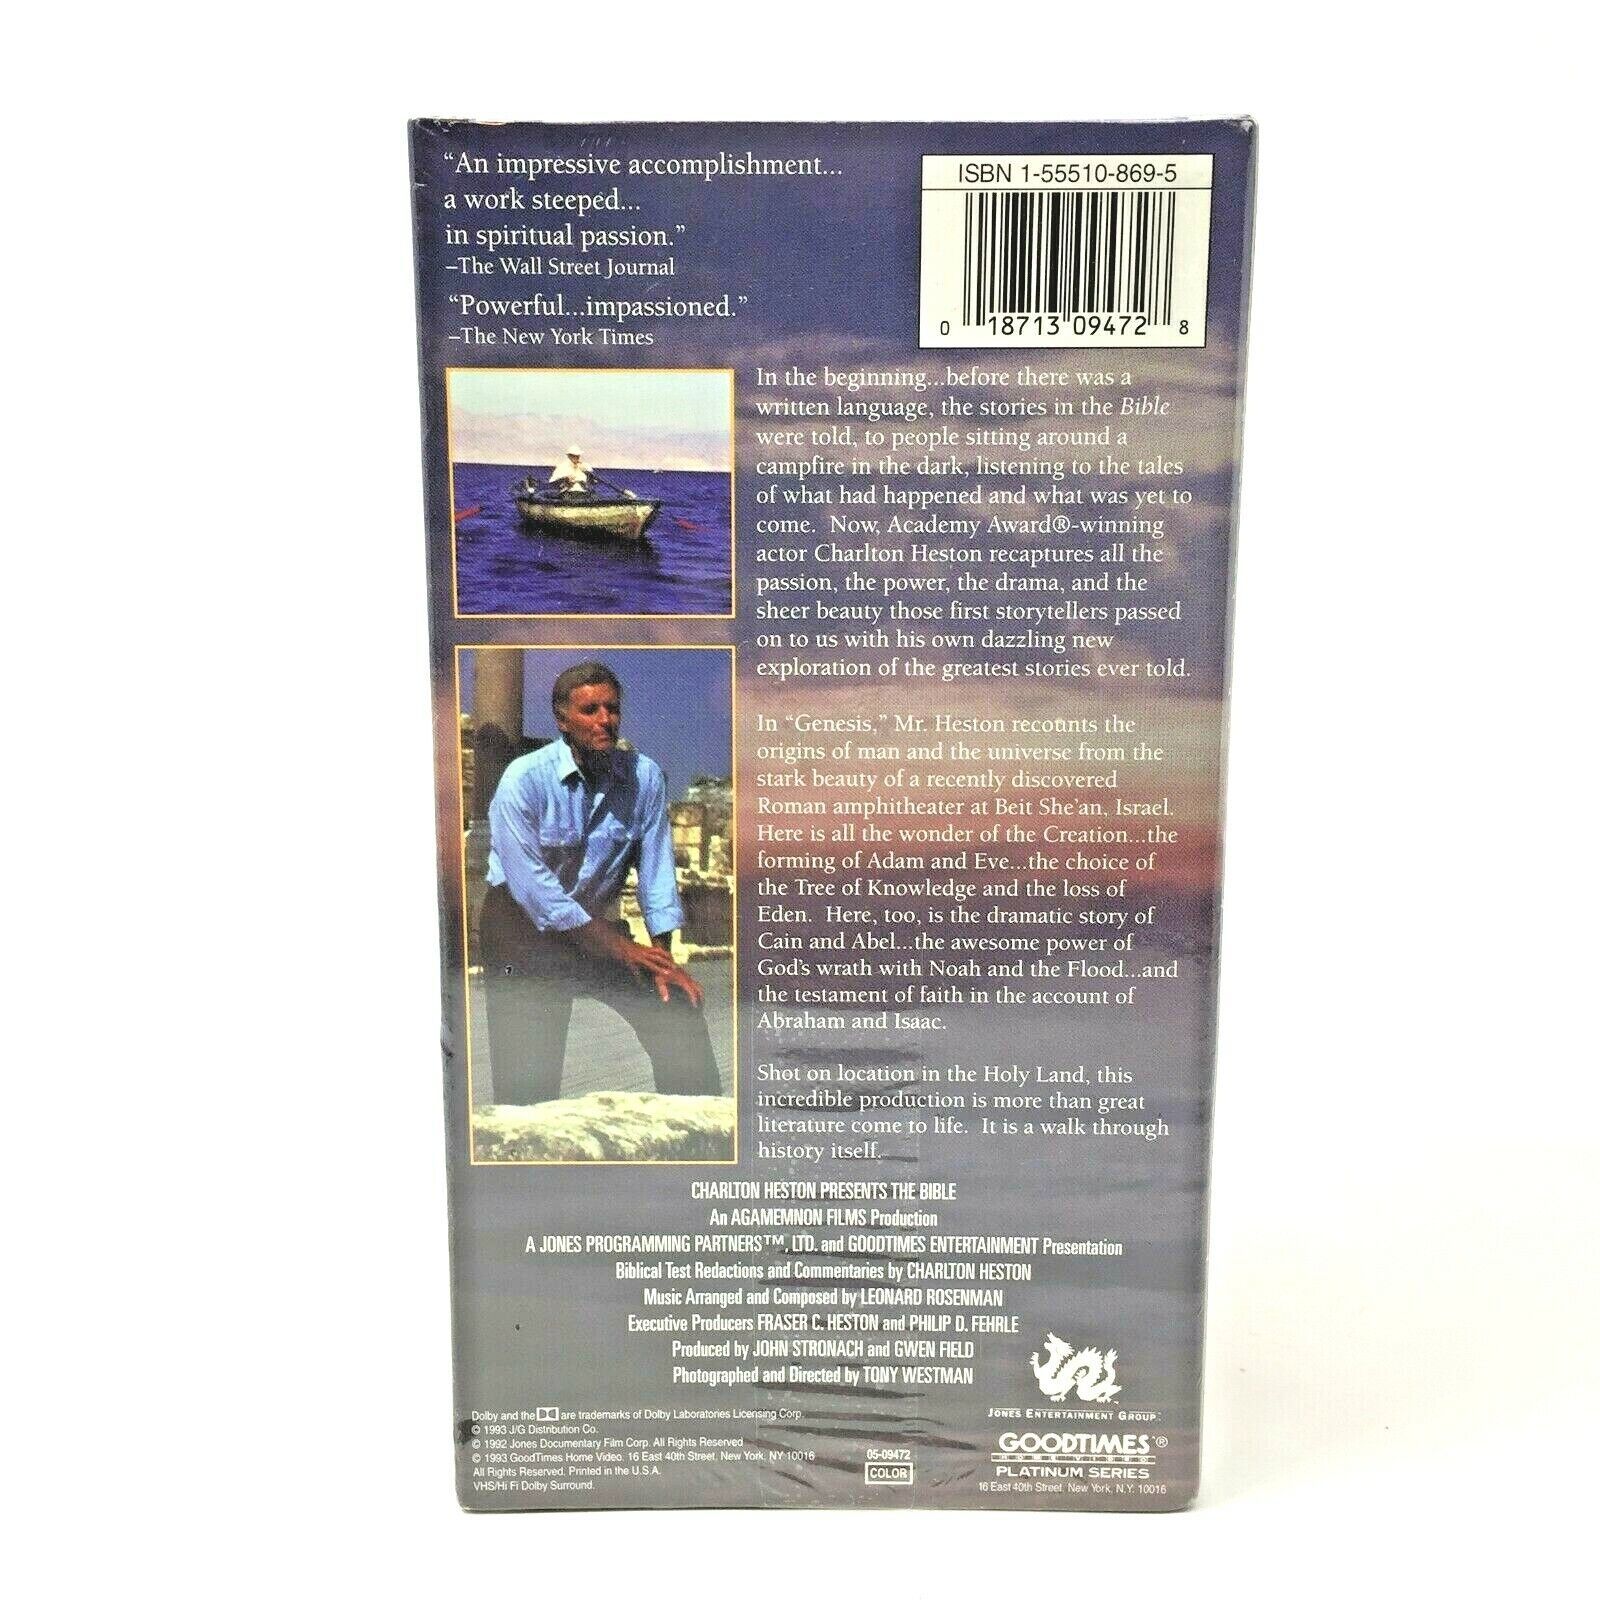 “An impressive accomplishment...
a work steeped...
in spiritual passion.”
–The Wall Street Journal
“Powerful...impassioned.”
–The New York Times
ISBN 1-55510-869-5
0 18713 09472 8
In the beginning...before there was a
written language, the stories in the Bible
were told, to people sitting around a
campfire in the dark, listening to the tales
of what had happened and what was yet to
come. Now, Academy Award®-winning
actor Charlton Heston recaptures all the
passion, the power, the drama, and the
sheer beauty those first storytellers passed
on to us with his own dazzling new
exploration of the greatest stories ever told.
In “Genesis,” Mr. Heston recounts the
origins of man and the universe from the
stark beauty of a recently discovered
Roman amphitheater at Beit She'an, Israel.
Here is all the wonder of the Creation...the
forming of Adam and Eve...the choice of
the Tree of Knowledge and the loss of
Eden. Here, too, is the dramatic story of
Cain and Abel...the awesome power of
God's wrath with Noah and the Flood...and
the testament of faith in the account of
Abraham and Isaac.
Shot on location in the Holy Land, this
incredible production is more than great
literature come to life. It is a walk through
history itself.
CHARLTON HESTON PRESENTS THE BIBLE
An AGAMEMNON FILMS Production
A JONES PROGRAMMING PARTNERS™, LTD. and GOODTIMES ENTERTAINMENT Presentation
Biblical Test Redactions and Commentaries by CHARLTON HESTON
Music Arranged and Composed by LEONARD ROSENMAN
Executive Producers FRASER C. HESTON and PHILIP D. FEHRLE
Produced by JOHN STRONACH and GWEN FIELD
Photographed and Directed by TONY WESTMAN
Dolby and the are trademarks of Dolby Laboratories Licensing Corp.
© 1993 J/G Distribution Co.
© 1992 Jones Documentary Film Corp. All Rights Reserved
© 1993 GoodTimes Home Video. 16 East 40th Street, New York, NY 10016
All Rights Reserved. Printed in the U.S.A.
VHS/Hi Fi Dolby Surround.
05-09472
COLOR
JONES ENTERTAINMENT GROUP
GOODTIMES®
HOME VIDEO
PLATINUM SERIES
16 East 40th Street, New York, N.Y. 10016